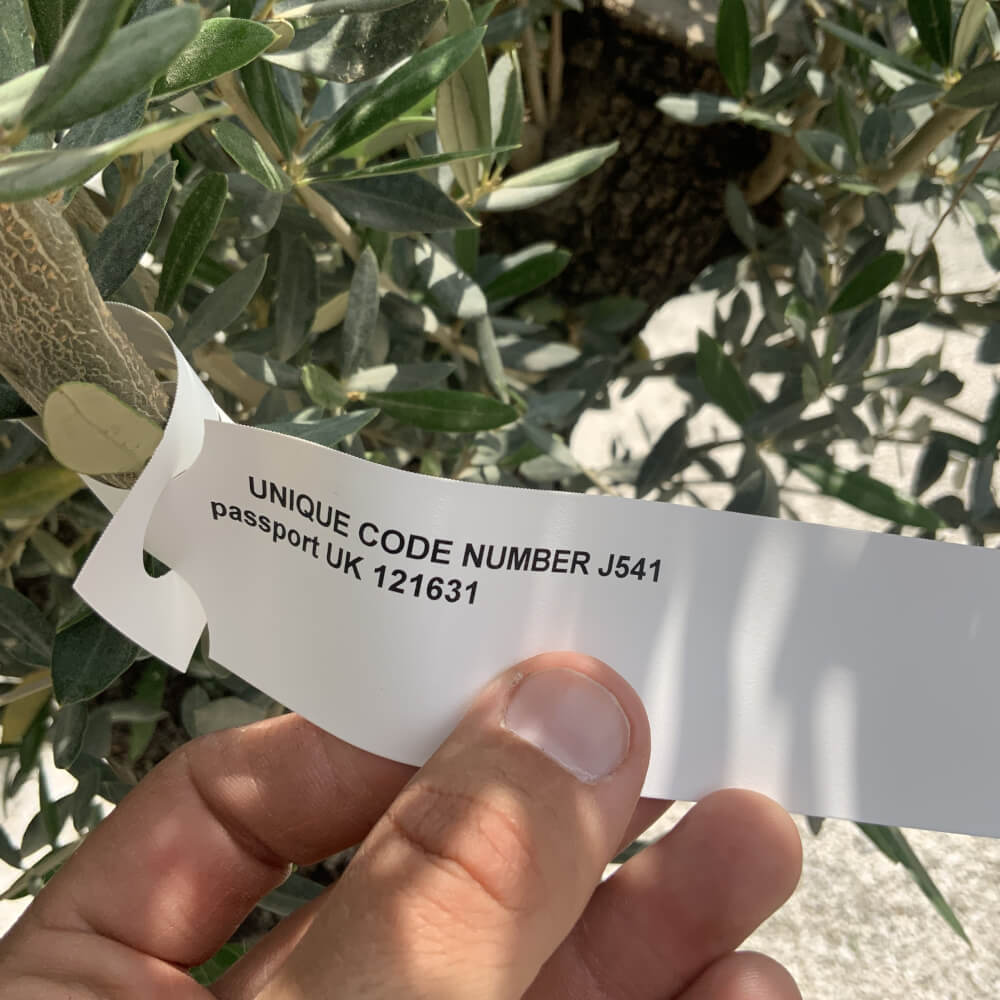 UNIQUE CODE NUMBER J541
passport UK 121631